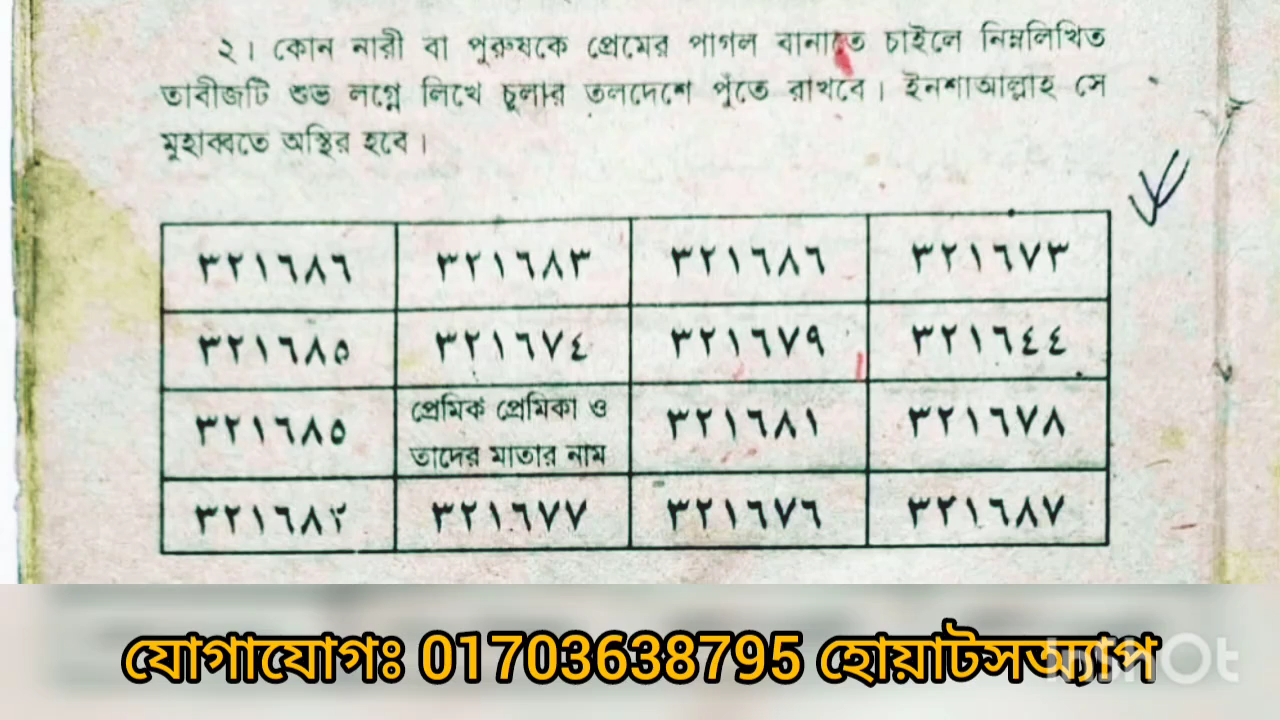 ২। কোন নারী বা পুরুষকে প্রেমের পাগল বানাতে চাইলে নিম্নলিখিত
তাবীজটি শুভ লগ্নে লিখে চুলার তলদেশে পুঁতে রাখবে। ইনশাআল্লাহ সে
মুহাব্বতে অস্থির হবে।
٣٢١٦٨٦ ٣٢١٦٨٣ ٣٢١٦٨٦ ٣٢١٦٧٣
٣٢١٦٨٥ ٣٢١٦٧٤ ٣٢١٦٧٩ ٣٢١٦٤٤
٣٢١٦٨٥ প্রেমিক প্রেমিকা ও ٣٢١٦٨١ ٣٢١٦٧٨
তাদের মাতার নাম
٣٢١٦٨٢ ٣٢١٦٧٧ ٣٢١٦٧٦ ٣٢١٦٨٧
যোগাযোগঃ 01703638795 হোয়াটসঅ্যাপ